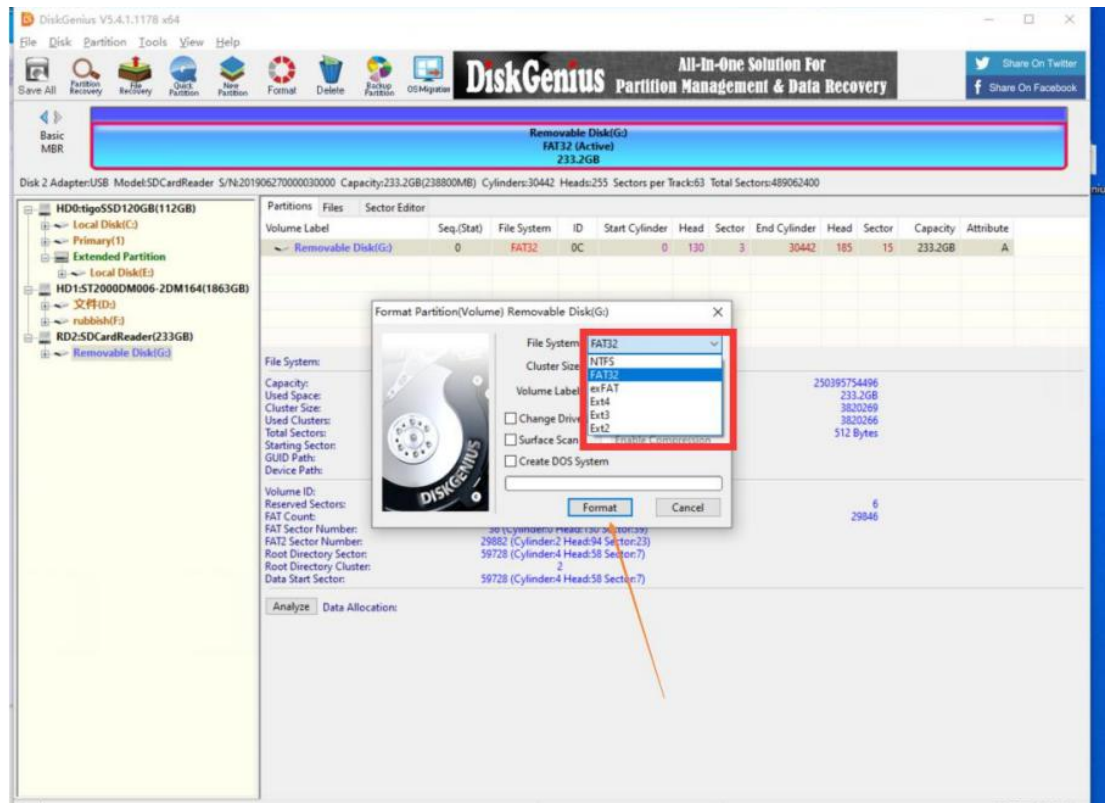 DiskGenius V5.4.1.1178 x64
File Disk Partition Tools View Help
Save All
Partition Recovery
File Recovery
Quick Partition
New Partition
Format
Delete
Backup Partition
OS Migration
DiskGenius
All-In-One Solution For
Partition Management & Data Recovery
Share On Twitter
Share On Facebook
Basic
MBR
Removable Disk(G:)
FAT32 (Active)
233.2GB
Disk 2 Adapter:USB Model:SDCardReader S/N:201906270000030000 Capacity:233.2GB(238800MB) Cylinders:30442 Heads:255 Sectors per Track:63 Total Sectors:489062400
HD0:tigoSSD120GB(112GB)
Local Disk(C:)
Primary(1)
Extended Partition
Local Disk(E:)
HD1:ST2000DM006-2DM164(1863GB)
文件(D:)
rubbish(F:)
RD2:SDCardReader(233GB)
Removable Disk(G:)
Partitions Files Sector Editor
Volume Label Seq.(Stat) File System ID Start Cylinder Head Sector End Cylinder Head Sector Capacity Attribute
Removable Disk(G:) 0 FAT32 0C 0 130 3 30442 185 15 233.2GB A
Format Partition(Volume) Removable Disk(G:)
File System: FAT32
NTFS
FAT32
exFAT
Ext4
Ext3
Ext2
Cluster Size
Volume Label
Change Drive
Surface Scan Enable Compression
Create DOS System
DISKGENIUS
Format Cancel
File System:
Capacity: 250395754496
Used Space: 233.2GB
Cluster Size: 3820269
Used Clusters: 3820266
Total Sectors: 512 Bytes
Starting Sector:
GUID Path:
Device Path:
Volume ID:
Reserved Sectors: 6
FAT Count: 29846
FAT Sector Number: 36 (Cylinder:0 Head:130 Sector:39)
FAT2 Sector Number: 29882 (Cylinder:2 Head:94 Sector:23)
Root Directory Sector: 59728 (Cylinder:4 Head:58 Sector:7)
Root Directory Cluster: 2
Data Start Sector: 59728 (Cylinder:4 Head:58 Sector:7)
Analyze Data Allocation: